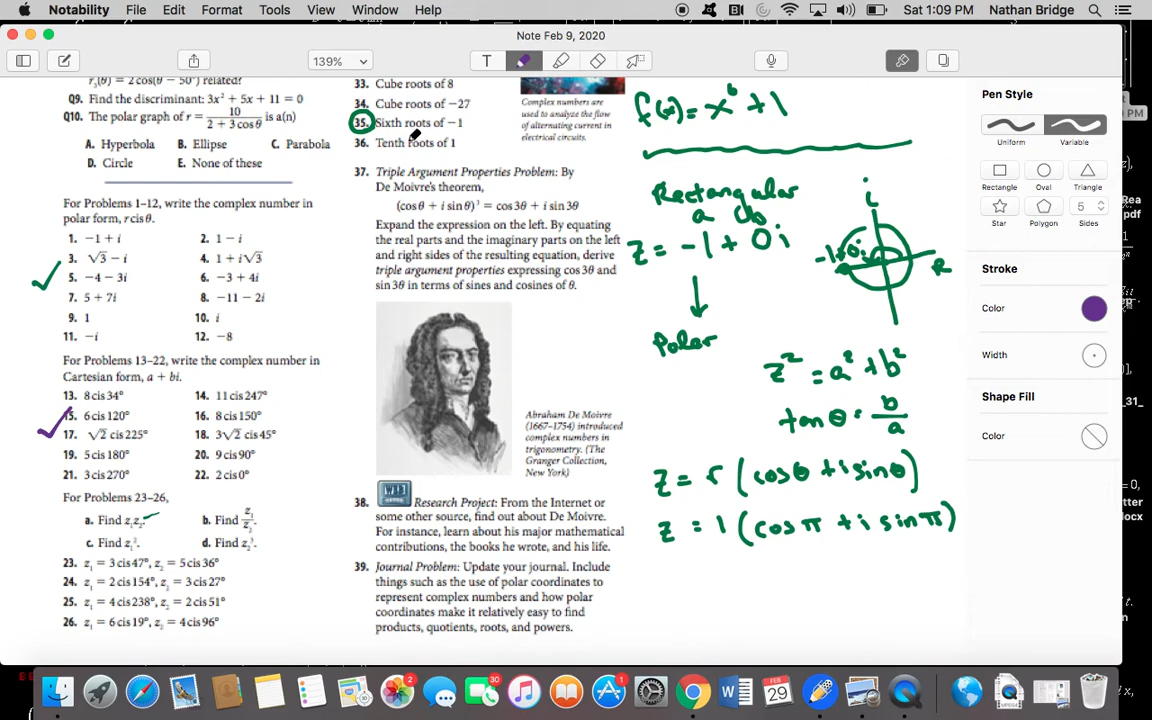 Notability File Edit Format Tools View Window Help Sat 1:09 PM Nathan Bridge
Note Feb 9, 2020
139% T
r₃(θ) = 2 cos(θ − 50°) related?
Q9. Find the discriminant: 3x² + 5x + 11 = 0
Q10. The polar graph of r = 10/(2 + 3 cos θ) is a(n)
A. Hyperbola B. Ellipse C. Parabola
D. Circle E. None of these
For Problems 1–12, write the complex number in
polar form, r cis θ.
1. −1 + i 2. 1 − i
3. √3 − i 4. 1 + i√3
5. −4 − 3i 6. −3 + 4i
7. 5 + 7i 8. −11 − 2i
9. 1 10. i
11. −i 12. −8
For Problems 13–22, write the complex number in
Cartesian form, a + bi.
13. 8 cis 34° 14. 11 cis 247°
15. 6 cis 120° 16. 8 cis 150°
17. √2 cis 225° 18. 3√2 cis 45°
19. 5 cis 180° 20. 9 cis 90°
21. 3 cis 270° 22. 2 cis 0°
For Problems 23–26,
a. Find z₁z₂. b. Find z₁/z₂.
c. Find z₁². d. Find z₂³.
23. z₁ = 3 cis 47°, z₂ = 5 cis 36°
24. z₁ = 2 cis 154°, z₂ = 3 cis 27°
25. z₁ = 4 cis 238°, z₂ = 2 cis 51°
26. z₁ = 6 cis 19°, z₂ = 4 cis 96°
33. Cube roots of 8
34. Cube roots of −27
35. Sixth roots of −1
36. Tenth roots of 1
Complex numbers are
used to analyze the flow
of alternating current in
electrical circuits.
37. Triple Argument Properties Problem: By
De Moivre's theorem,
(cos θ + i sin θ)³ = cos 3θ + i sin 3θ
Expand the expression on the left. By equating
the real parts and the imaginary parts on the left
and right sides of the resulting equation, derive
triple argument properties expressing cos 3θ and
sin 3θ in terms of sines and cosines of θ.
Abraham De Moivre
(1667–1754) introduced
complex numbers in
trigonometry. (The
Granger Collection,
New York)
38. Research Project: From the Internet or
some other source, find out about De Moivre.
For instance, learn about his major mathematical
contributions, the books he wrote, and his life.
39. Journal Problem: Update your journal. Include
things such as the use of polar coordinates to
represent complex numbers and how polar
coordinates make it relatively easy to find
products, quotients, roots, and powers.
f(x) = x⁶ + 1
Rectangular
a b
z = −1 + 0i
i
−1+0i
R
Polar
z² = a² + b²
tan θ = b/a
z = r (cosθ + i sinθ)
z = 1 (cos π + i sin π)
Pen Style
Uniform Variable
Rectangle Oval Triangle
5
Star Polygon Sides
Stroke
Color
Width
Shape Fill
Color
pdf
_31_
tter
docx
2 30 1
FEB
29